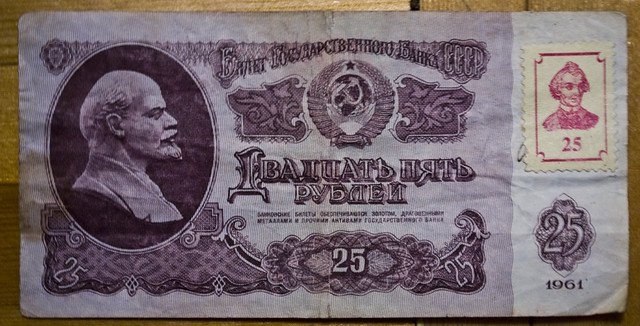 Билет Государственного Банка СССР
25
Двадцать пять
рублей
БАНКОВСКИЕ БИЛЕТЫ ОБЕСПЕЧИВАЮТСЯ ЗОЛОТОМ, ДРАГОЦЕННЫМИ
МЕТАЛЛАМИ И ПРОЧИМИ АКТИВАМИ ГОСУДАРСТВЕННОГО БАНКА
25
25
25
25
1961